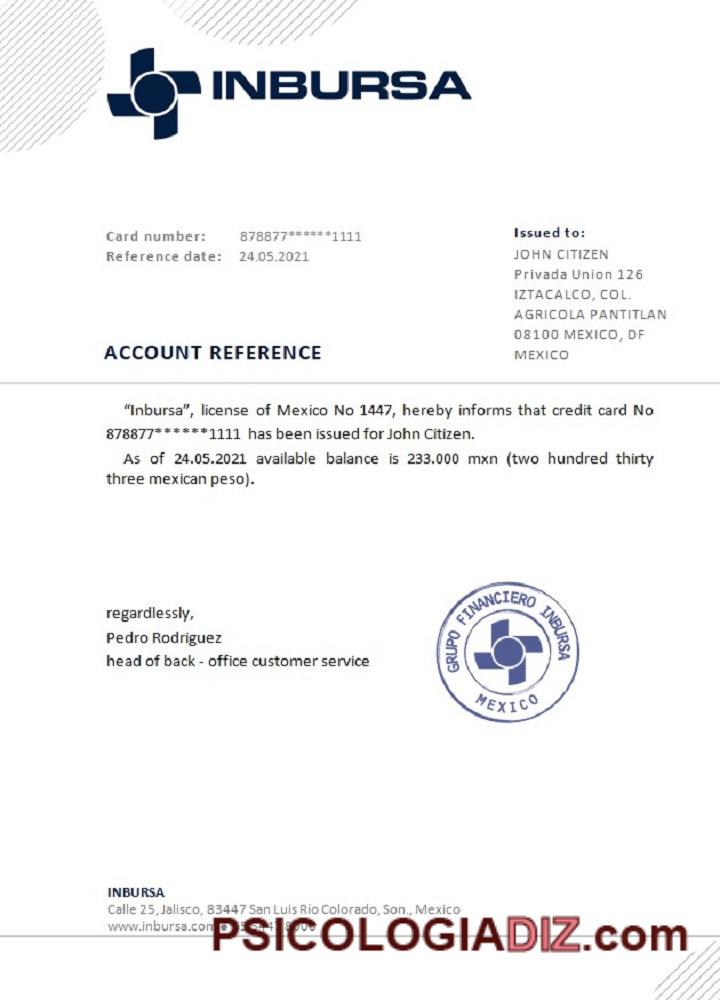 INBURSA
Card number: 878877******1111
Reference date: 24.05.2021
Issued to:
JOHN CITIZEN
Privada Union 126
IZTACALCO, COL.
AGRICOLA PANTITLAN
08100 MEXICO, DF
MEXICO
ACCOUNT REFERENCE
“Inbursa”, license of Mexico No 1447, hereby informs that credit card No
878877******1111 has been issued for John Citizen.
As of 24.05.2021 available balance is 233.000 mxn (two hundred thirty
three mexican peso).
regardlessly,
Pedro Rodriguez
head of back - office customer service
GRUPO FINANCIERO INBURSA
MEXICO
INBURSA
Calle 25, Jalisco, 83447 San Luis Río Colorado, Son., Mexico
www.inbursa.com
PSICOLOGIADIZ.com